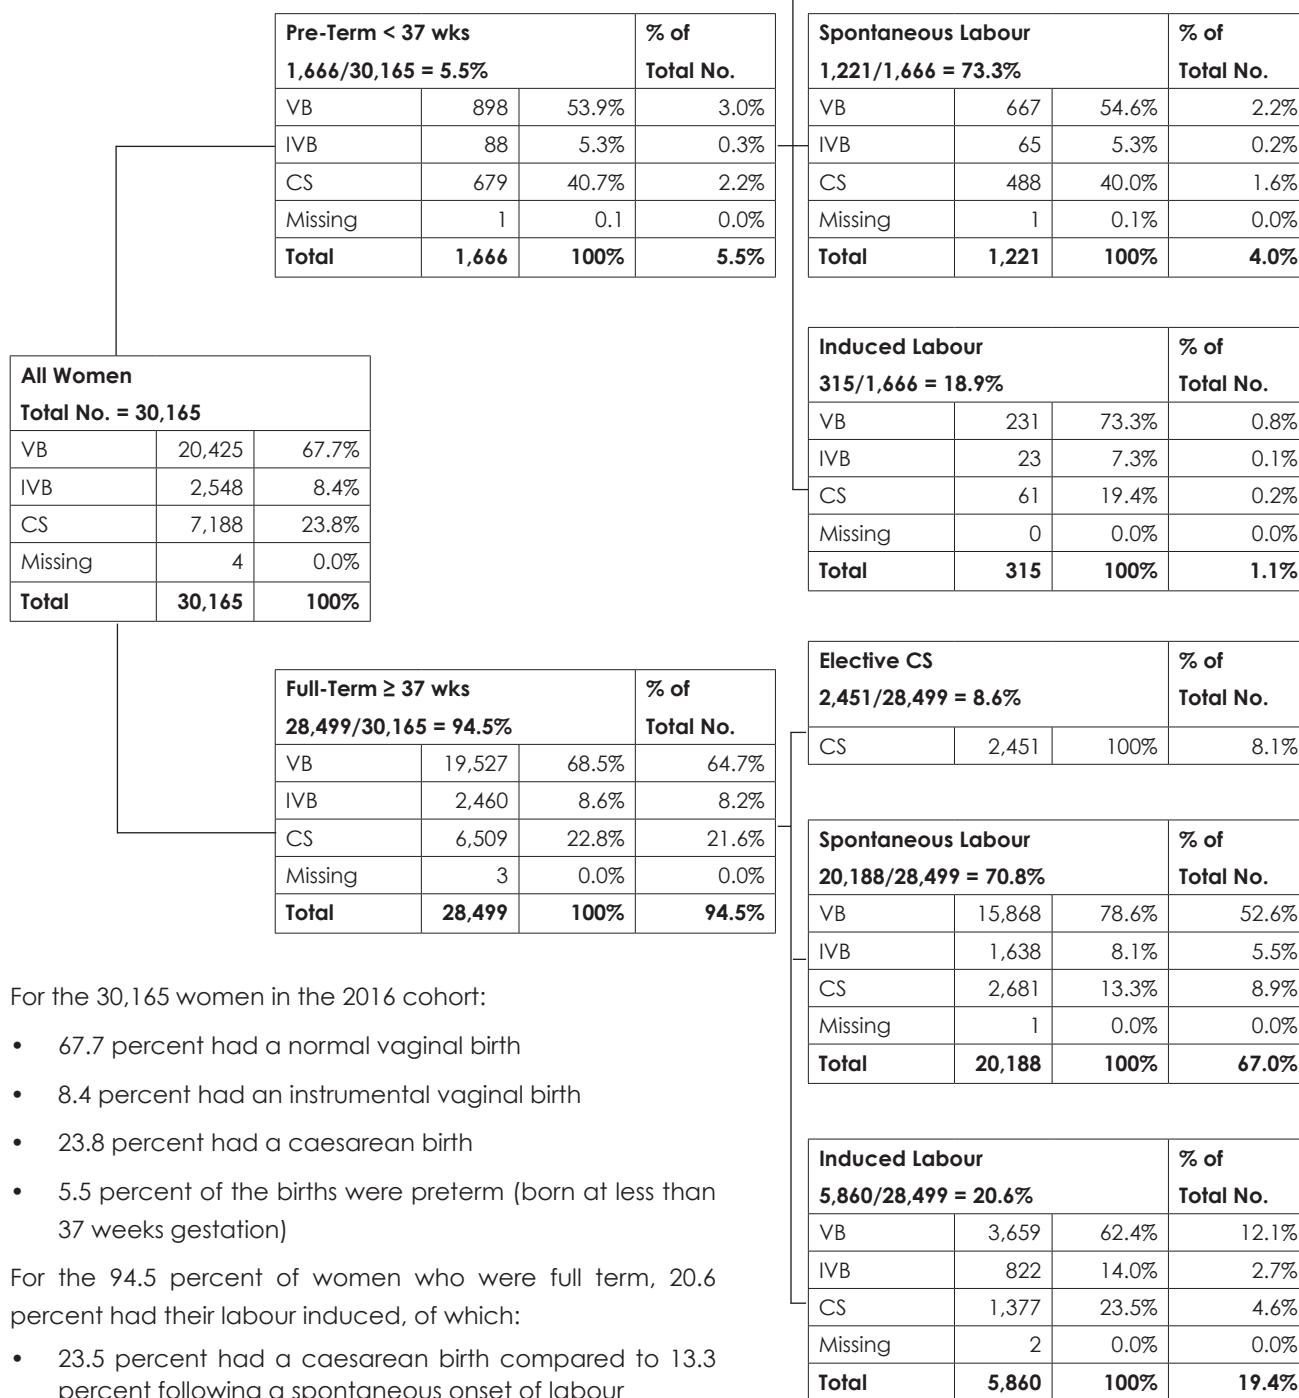 Pre-Term < 37 wks % of
1,666/30,165 = 5.5% Total No.
VB 898 53.9% 3.0%
IVB 88 5.3% 0.3%
CS 679 40.7% 2.2%
Missing 1 0.1 0.0%
Total 1,666 100% 5.5%
Spontaneous Labour % of
1,221/1,666 = 73.3% Total No.
VB 667 54.6% 2.2%
IVB 65 5.3% 0.2%
CS 488 40.0% 1.6%
Missing 1 0.1% 0.0%
Total 1,221 100% 4.0%
Induced Labour % of
315/1,666 = 18.9% Total No.
VB 231 73.3% 0.8%
IVB 23 7.3% 0.1%
CS 61 19.4% 0.2%
Missing 0 0.0% 0.0%
Total 315 100% 1.1%
All Women
Total No. = 30,165
VB 20,425 67.7%
IVB 2,548 8.4%
CS 7,188 23.8%
Missing 4 0.0%
Total 30,165 100%
Full-Term ≥ 37 wks % of
28,499/30,165 = 94.5% Total No.
VB 19,527 68.5% 64.7%
IVB 2,460 8.6% 8.2%
CS 6,509 22.8% 21.6%
Missing 3 0.0% 0.0%
Total 28,499 100% 94.5%
Elective CS % of
2,451/28,499 = 8.6% Total No.
CS 2,451 100% 8.1%
Spontaneous Labour % of
20,188/28,499 = 70.8% Total No.
VB 15,868 78.6% 52.6%
IVB 1,638 8.1% 5.5%
CS 2,681 13.3% 8.9%
Missing 1 0.0% 0.0%
Total 20,188 100% 67.0%
Induced Labour % of
5,860/28,499 = 20.6% Total No.
VB 3,659 62.4% 12.1%
IVB 822 14.0% 2.7%
CS 1,377 23.5% 4.6%
Missing 2 0.0% 0.0%
Total 5,860 100% 19.4%
For the 30,165 women in the 2016 cohort:
• 67.7 percent had a normal vaginal birth
• 8.4 percent had an instrumental vaginal birth
• 23.8 percent had a caesarean birth
• 5.5 percent of the births were preterm (born at less than
37 weeks gestation)
For the 94.5 percent of women who were full term, 20.6
percent had their labour induced, of which:
• 23.5 percent had a caesarean birth compared to 13.3
percent following a spontaneous onset of labour